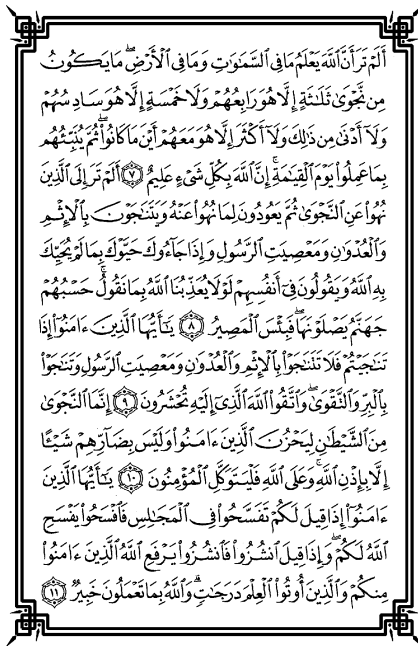 أَلَمْ تَرَ أَنَّ ٱللَّهَ يَعْلَمُ مَا فِى ٱلسَّمَٰوَٰتِ وَمَا فِى ٱلْأَرْضِ ۖ مَا يَكُونُ
مِن نَّجْوَىٰ ثَلَٰثَةٍ إِلَّا هُوَ رَابِعُهُمْ وَلَا خَمْسَةٍ إِلَّا هُوَ سَادِسُهُمْ
وَلَآ أَدْنَىٰ مِن ذَٰلِكَ وَلَآ أَكْثَرَ إِلَّا هُوَ مَعَهُمْ أَيْنَ مَا كَانُوا۟ ۖ ثُمَّ يُنَبِّئُهُم
بِمَا عَمِلُوا۟ يَوْمَ ٱلْقِيَٰمَةِ ۚ إِنَّ ٱللَّهَ بِكُلِّ شَىْءٍ عَلِيمٌ ٧ أَلَمْ تَرَ إِلَى ٱلَّذِينَ
نُهُوا۟ عَنِ ٱلنَّجْوَىٰ ثُمَّ يَعُودُونَ لِمَا نُهُوا۟ عَنْهُ وَيَتَنَٰجَوْنَ بِٱلْإِثْمِ
وَٱلْعُدْوَٰنِ وَمَعْصِيَتِ ٱلرَّسُولِ وَإِذَا جَآءُوكَ حَيَّوْكَ بِمَا لَمْ يُحَيِّكَ
بِهِ ٱللَّهُ وَيَقُولُونَ فِىٓ أَنفُسِهِمْ لَوْلَا يُعَذِّبُنَا ٱللَّهُ بِمَا نَقُولُ ۚ حَسْبُهُمْ
جَهَنَّمُ يَصْلَوْنَهَا ۖ فَبِئْسَ ٱلْمَصِيرُ ٨ يَٰٓأَيُّهَا ٱلَّذِينَ ءَامَنُوٓا۟ إِذَا
تَنَٰجَيْتُمْ فَلَا تَتَنَٰجَوْا۟ بِٱلْإِثْمِ وَٱلْعُدْوَٰنِ وَمَعْصِيَتِ ٱلرَّسُولِ وَتَنَٰجَوْا۟
بِٱلْبِرِّ وَٱلتَّقْوَىٰ ۖ وَٱتَّقُوا۟ ٱللَّهَ ٱلَّذِىٓ إِلَيْهِ تُحْشَرُونَ ٩ إِنَّمَا ٱلنَّجْوَىٰ
مِنَ ٱلشَّيْطَٰنِ لِيَحْزُنَ ٱلَّذِينَ ءَامَنُوا۟ وَلَيْسَ بِضَآرِّهِمْ شَيْـًٔا
إِلَّا بِإِذْنِ ٱللَّهِ ۚ وَعَلَى ٱللَّهِ فَلْيَتَوَكَّلِ ٱلْمُؤْمِنُونَ ١٠ يَٰٓأَيُّهَا ٱلَّذِينَ
ءَامَنُوٓا۟ إِذَا قِيلَ لَكُمْ تَفَسَّحُوا۟ فِى ٱلْمَجَٰلِسِ فَٱفْسَحُوا۟ يَفْسَحِ
ٱللَّهُ لَكُمْ ۖ وَإِذَا قِيلَ ٱنشُزُوا۟ فَٱنشُزُوا۟ يَرْفَعِ ٱللَّهُ ٱلَّذِينَ ءَامَنُوا۟
مِنكُمْ وَٱلَّذِينَ أُوتُوا۟ ٱلْعِلْمَ دَرَجَٰتٍ ۚ وَٱللَّهُ بِمَا تَعْمَلُونَ خَبِيرٌ ١١